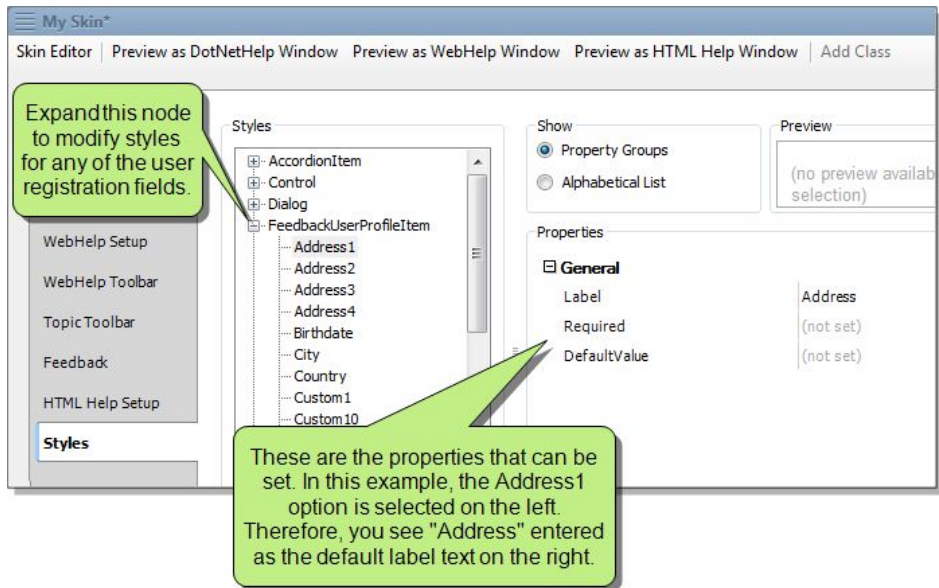 My Skin*
Skin Editor | Preview as DotNetHelp Window Preview as WebHelp Window Preview as HTML Help Window | Add Class
Expand this node
to modify styles
for any of the user
registration fields.
WebHelp Setup
WebHelp Toolbar
Topic Toolbar
Feedback
HTML Help Setup
Styles
Styles
AccordionItem
Control
Dialog
FeedbackUserProfileItem
Address1
Address2
Address3
Address4
Birthdate
City
Country
Custom1
Custom10
Show
Property Groups
Alphabetical List
Preview
(no preview availab
selection)
Properties
General
Label Address
Required (not set)
DefaultValue (not set)
These are the properties that can be
set. In this example, the Address1
option is selected on the left.
Therefore, you see "Address" entered
as the default label text on the right.